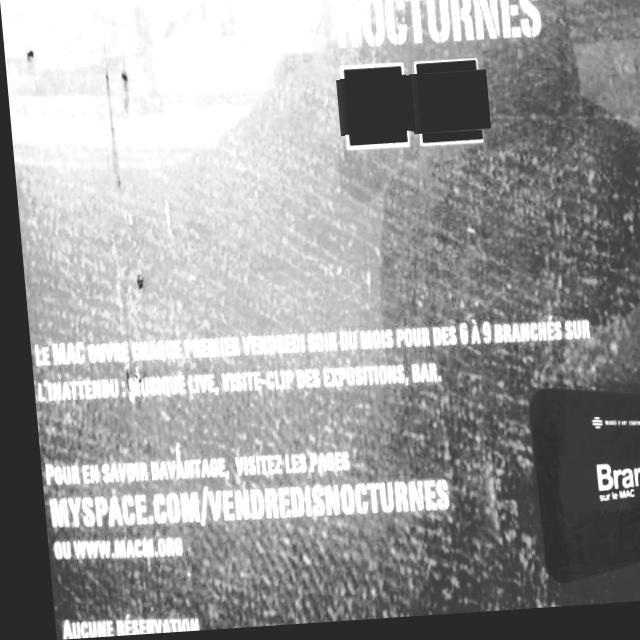 NOCTURNES
LE MAC OUVRE CHAQUE PREMIER VENDREDI SOIR DU MOIS POUR DES 6 À 9 BRANCHÉS SUR
L'INATTENDU : MUSIQUE LIVE, VISITE-CLIP DES EXPOSITIONS, BAR.
POUR EN SAVOIR DAVANTAGE, VISITEZ LES PAGES
MYSPACE.COM/VENDREDISNOCTURNES
OU WWW.MACM.ORG
AUCUNE RÉSERVATION
Bran
sur le MAC